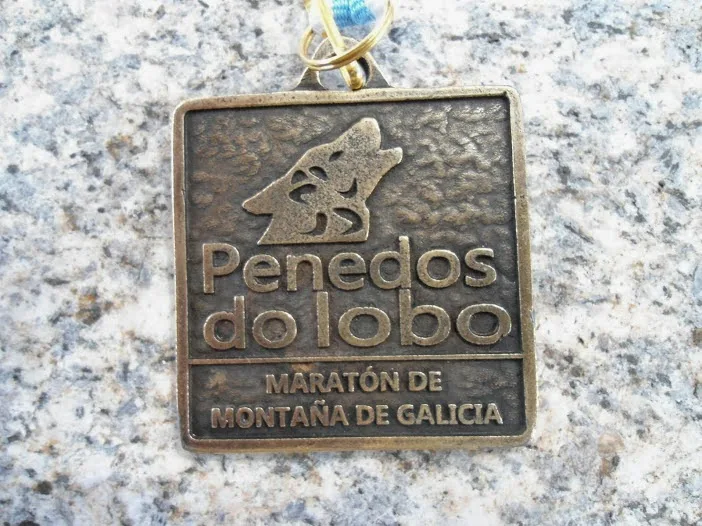 Penedos
do lobo
MARATÓN DE
MONTAÑA DE GALICIA